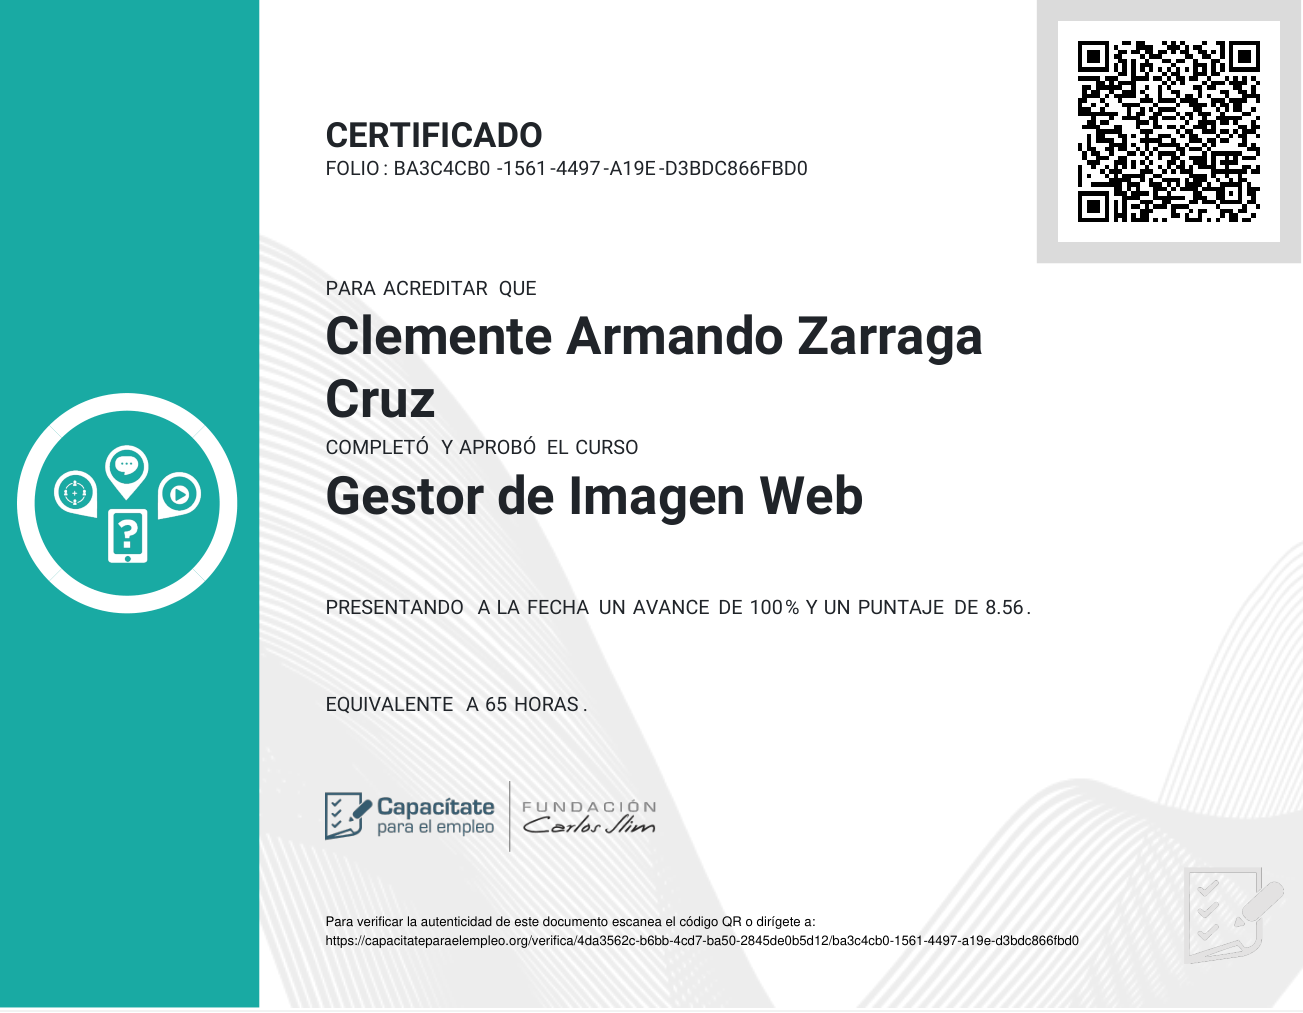 CERTIFICADO
FOLIO: BA3C4CB0-1561-4497-A19E-D3BDC866FBD0
PARA ACREDITAR QUE
Clemente Armando Zarraga
Cruz
COMPLETÓ Y APROBÓ EL CURSO
Gestor de Imagen Web
PRESENTANDO A LA FECHA UN AVANCE DE 100% Y UN PUNTAJE DE 8.56.
EQUIVALENTE A 65 HORAS.
Capacítate
para el empleo
FUNDACIÓN
Carlos Slim
Para verificar la autenticidad de este documento escanea el código QR o dirígete a:
https://capacitateparaelempleo.org/verifica/4da3562c-b6bb-4cd7-ba50-2845de0b5d12/ba3c4cb0-1561-4497-a19e-d3bdc866fbd0